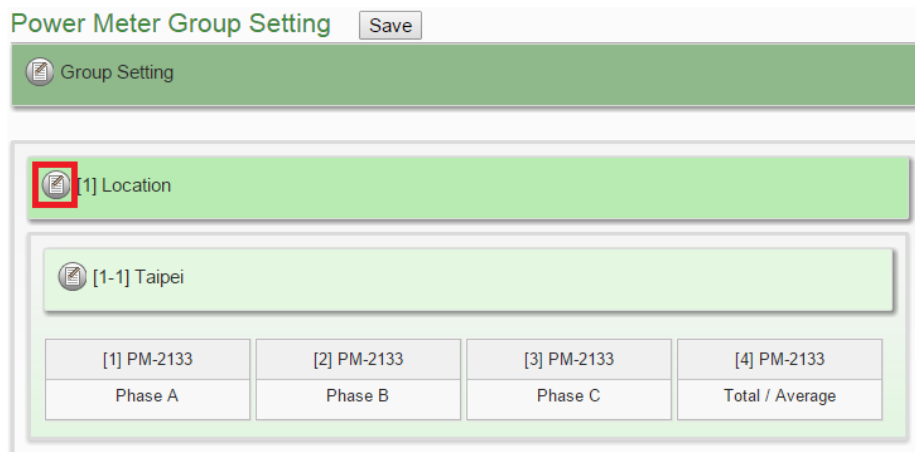 Power Meter Group Setting Save
Group Setting
[1] Location
[1-1] Taipei
[1] PM-2133 [2] PM-2133 [3] PM-2133 [4] PM-2133
Phase A Phase B Phase C Total / Average